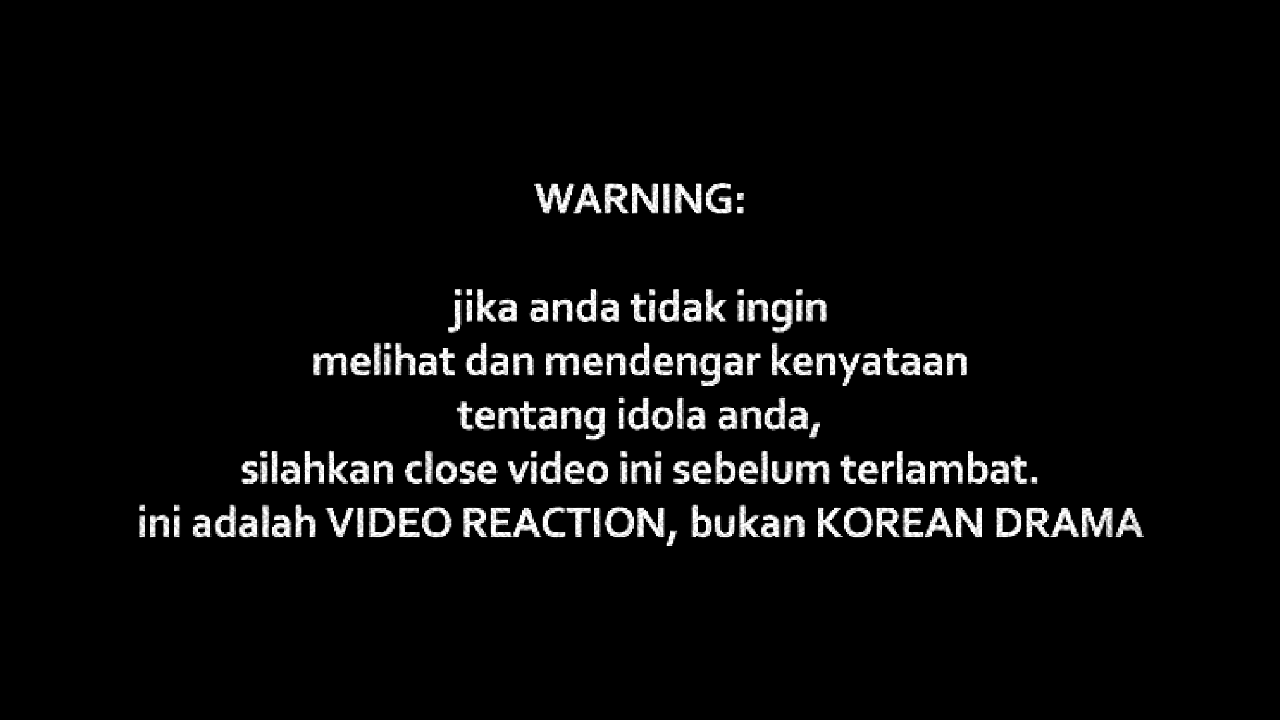 WARNING:
jika anda tidak ingin
melihat dan mendengar kenyataan
tentang idola anda,
silahkan close video ini sebelum terlambat.
ini adalah VIDEO REACTION, bukan KOREAN DRAMA